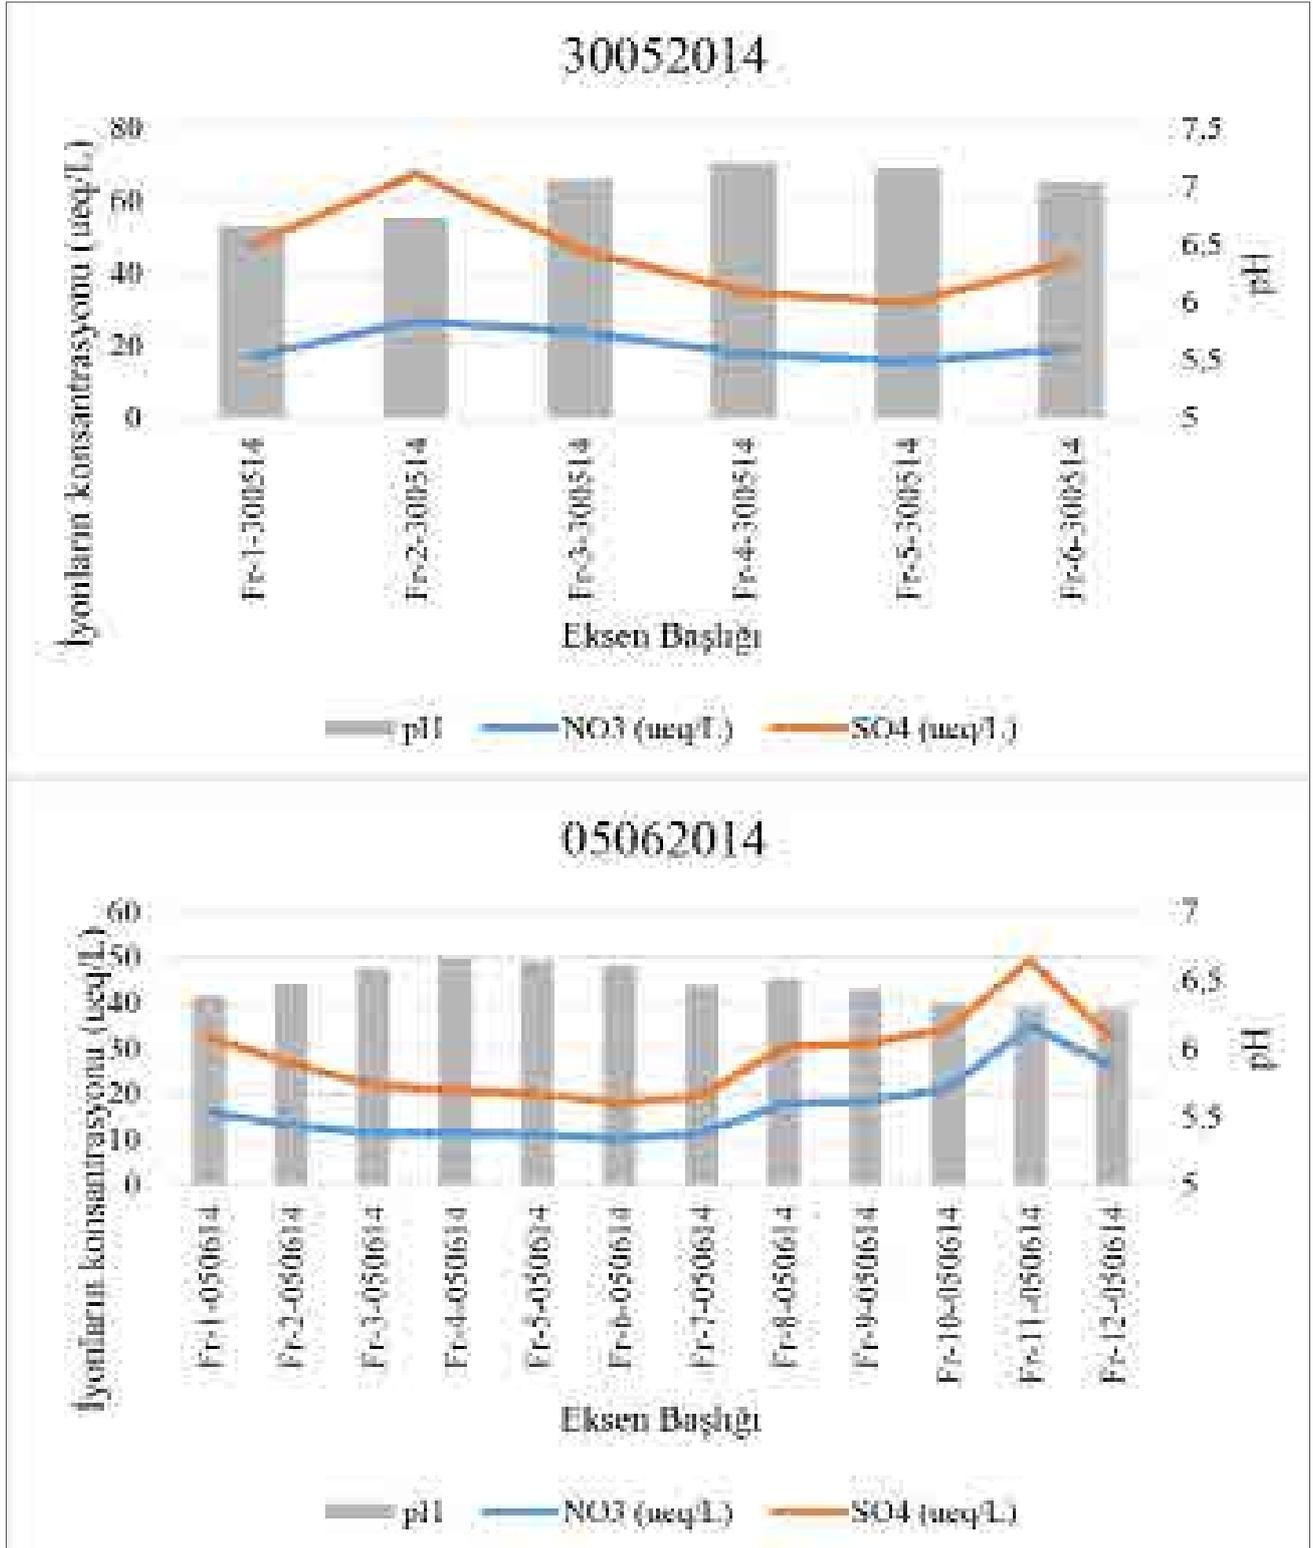 30052014
İyonların konsantrasyonu (ueq/L)
80
60
40
20
0
7,5
7
6,5
6
5,5
5
pH
Fr-1-300514
Fr-2-300514
Fr-3-300514
Fr-4-300514
Fr-5-300514
Fr-6-300514
Eksen Başlığı
pH NO3 (ueq/L) SO4 (ueq/L)
05062014
İyonların konsantrasyonu (ueq/L)
60
50
40
30
20
10
0
7
6,5
6
5,5
5
pH
Fr-1-050614
Fr-2-050614
Fr-3-050614
Fr-4-050614
Fr-5-050614
Fr-6-050614
Fr-7-050614
Fr-8-050614
Fr-9-050614
Fr-10-050614
Fr-11-050614
Fr-12-050614
Eksen Başlığı
pH NO3 (ueq/L) SO4 (ueq/L)